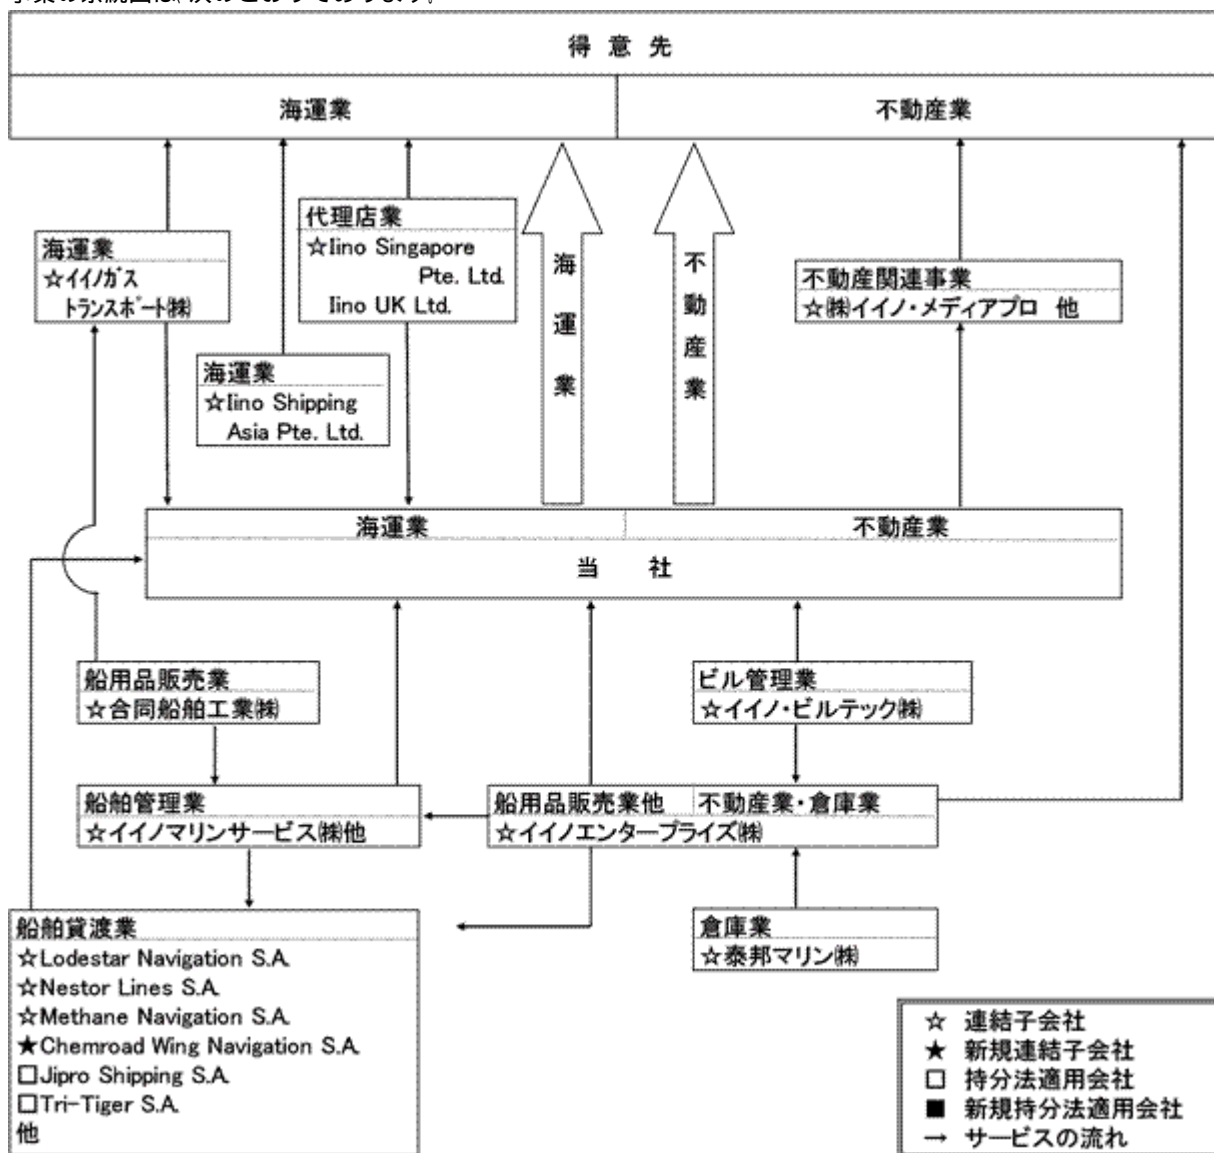 事業の系統図は、次のとおりであります。
得 意 先
海運業
不動産業
代理店業
☆Iino Singapore
Pte. Ltd.
Iino UK Ltd.
海運業
☆イイノガス
トランスポート㈱
海運業
不動産業
不動産関連事業
☆㈱イイノ・メディアプロ 他
海運業
☆Iino Shipping
Asia Pte. Ltd.
海運業
不動産業
当 社
船用品販売業
☆合同船舶工業㈱
ビル管理業
☆イイノ・ビルテック㈱
船舶管理業
☆イイノマリンサービス㈱他
船用品販売業他
不動産業・倉庫業
☆イイノエンタープライズ㈱
船舶貸渡業
☆Lodestar Navigation S.A.
☆Nestor Lines S.A.
☆Methane Navigation S.A.
★Chemroad Wing Navigation S.A.
□Jipro Shipping S.A.
□Tri-Tiger S.A.
他
倉庫業
☆泰邦マリン㈱
☆ 連結子会社
★ 新規連結子会社
□ 持分法適用会社
■ 新規持分法適用会社
→ サービスの流れ